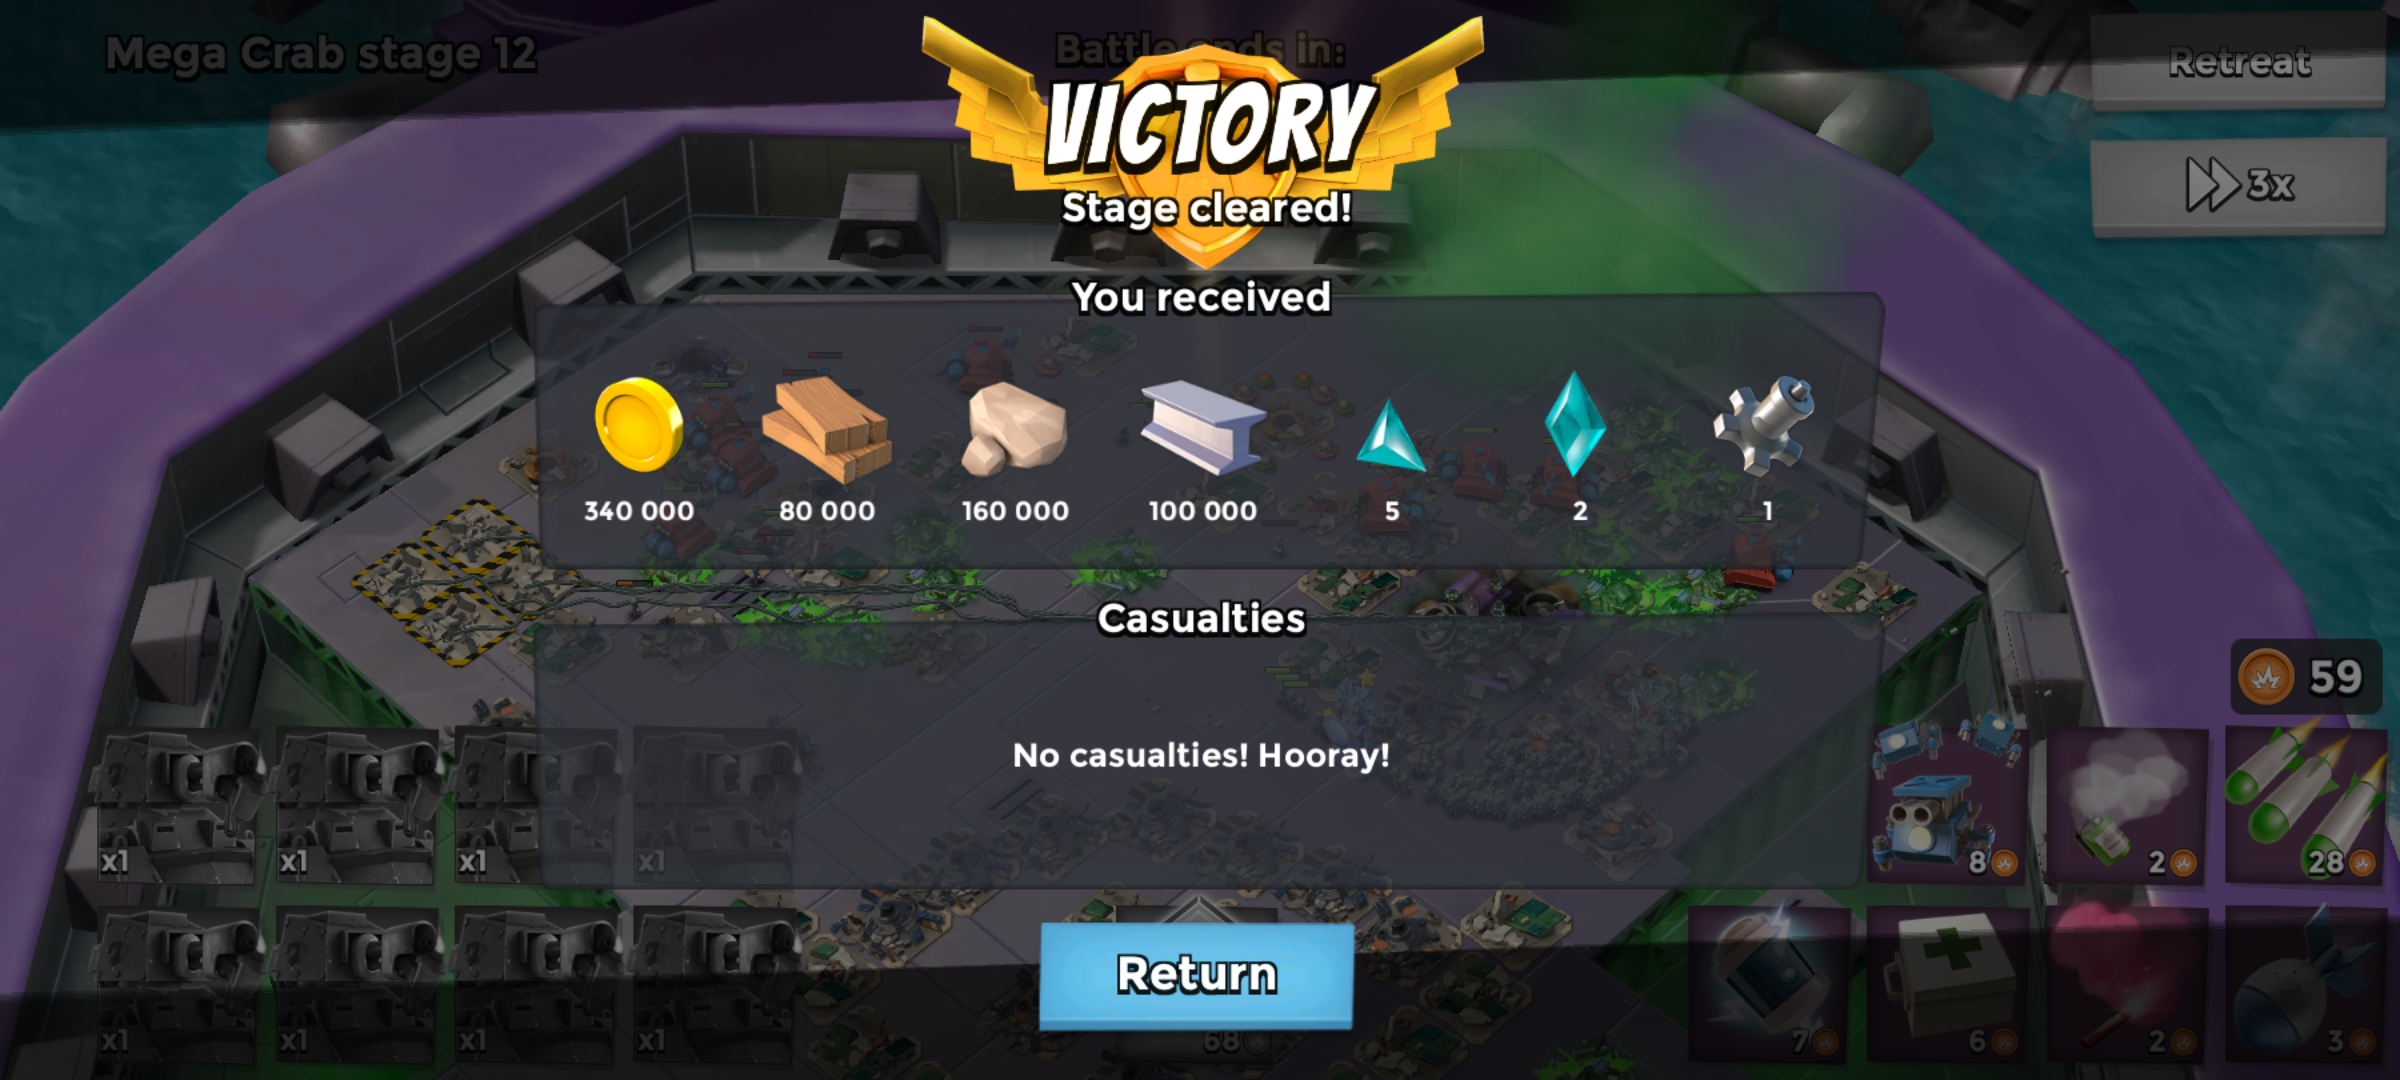 Mega Crab stage 12
Battle ends in:
Retreat
VICTORY
Stage cleared!
3x
You received
340 000
80 000
160 000
100 000
5
2
1
Casualties
No casualties! Hooray!
59
x1
x1
x1
x1
8
2
28
Return
x1
x1
x1
x1
68
7
6
2
3